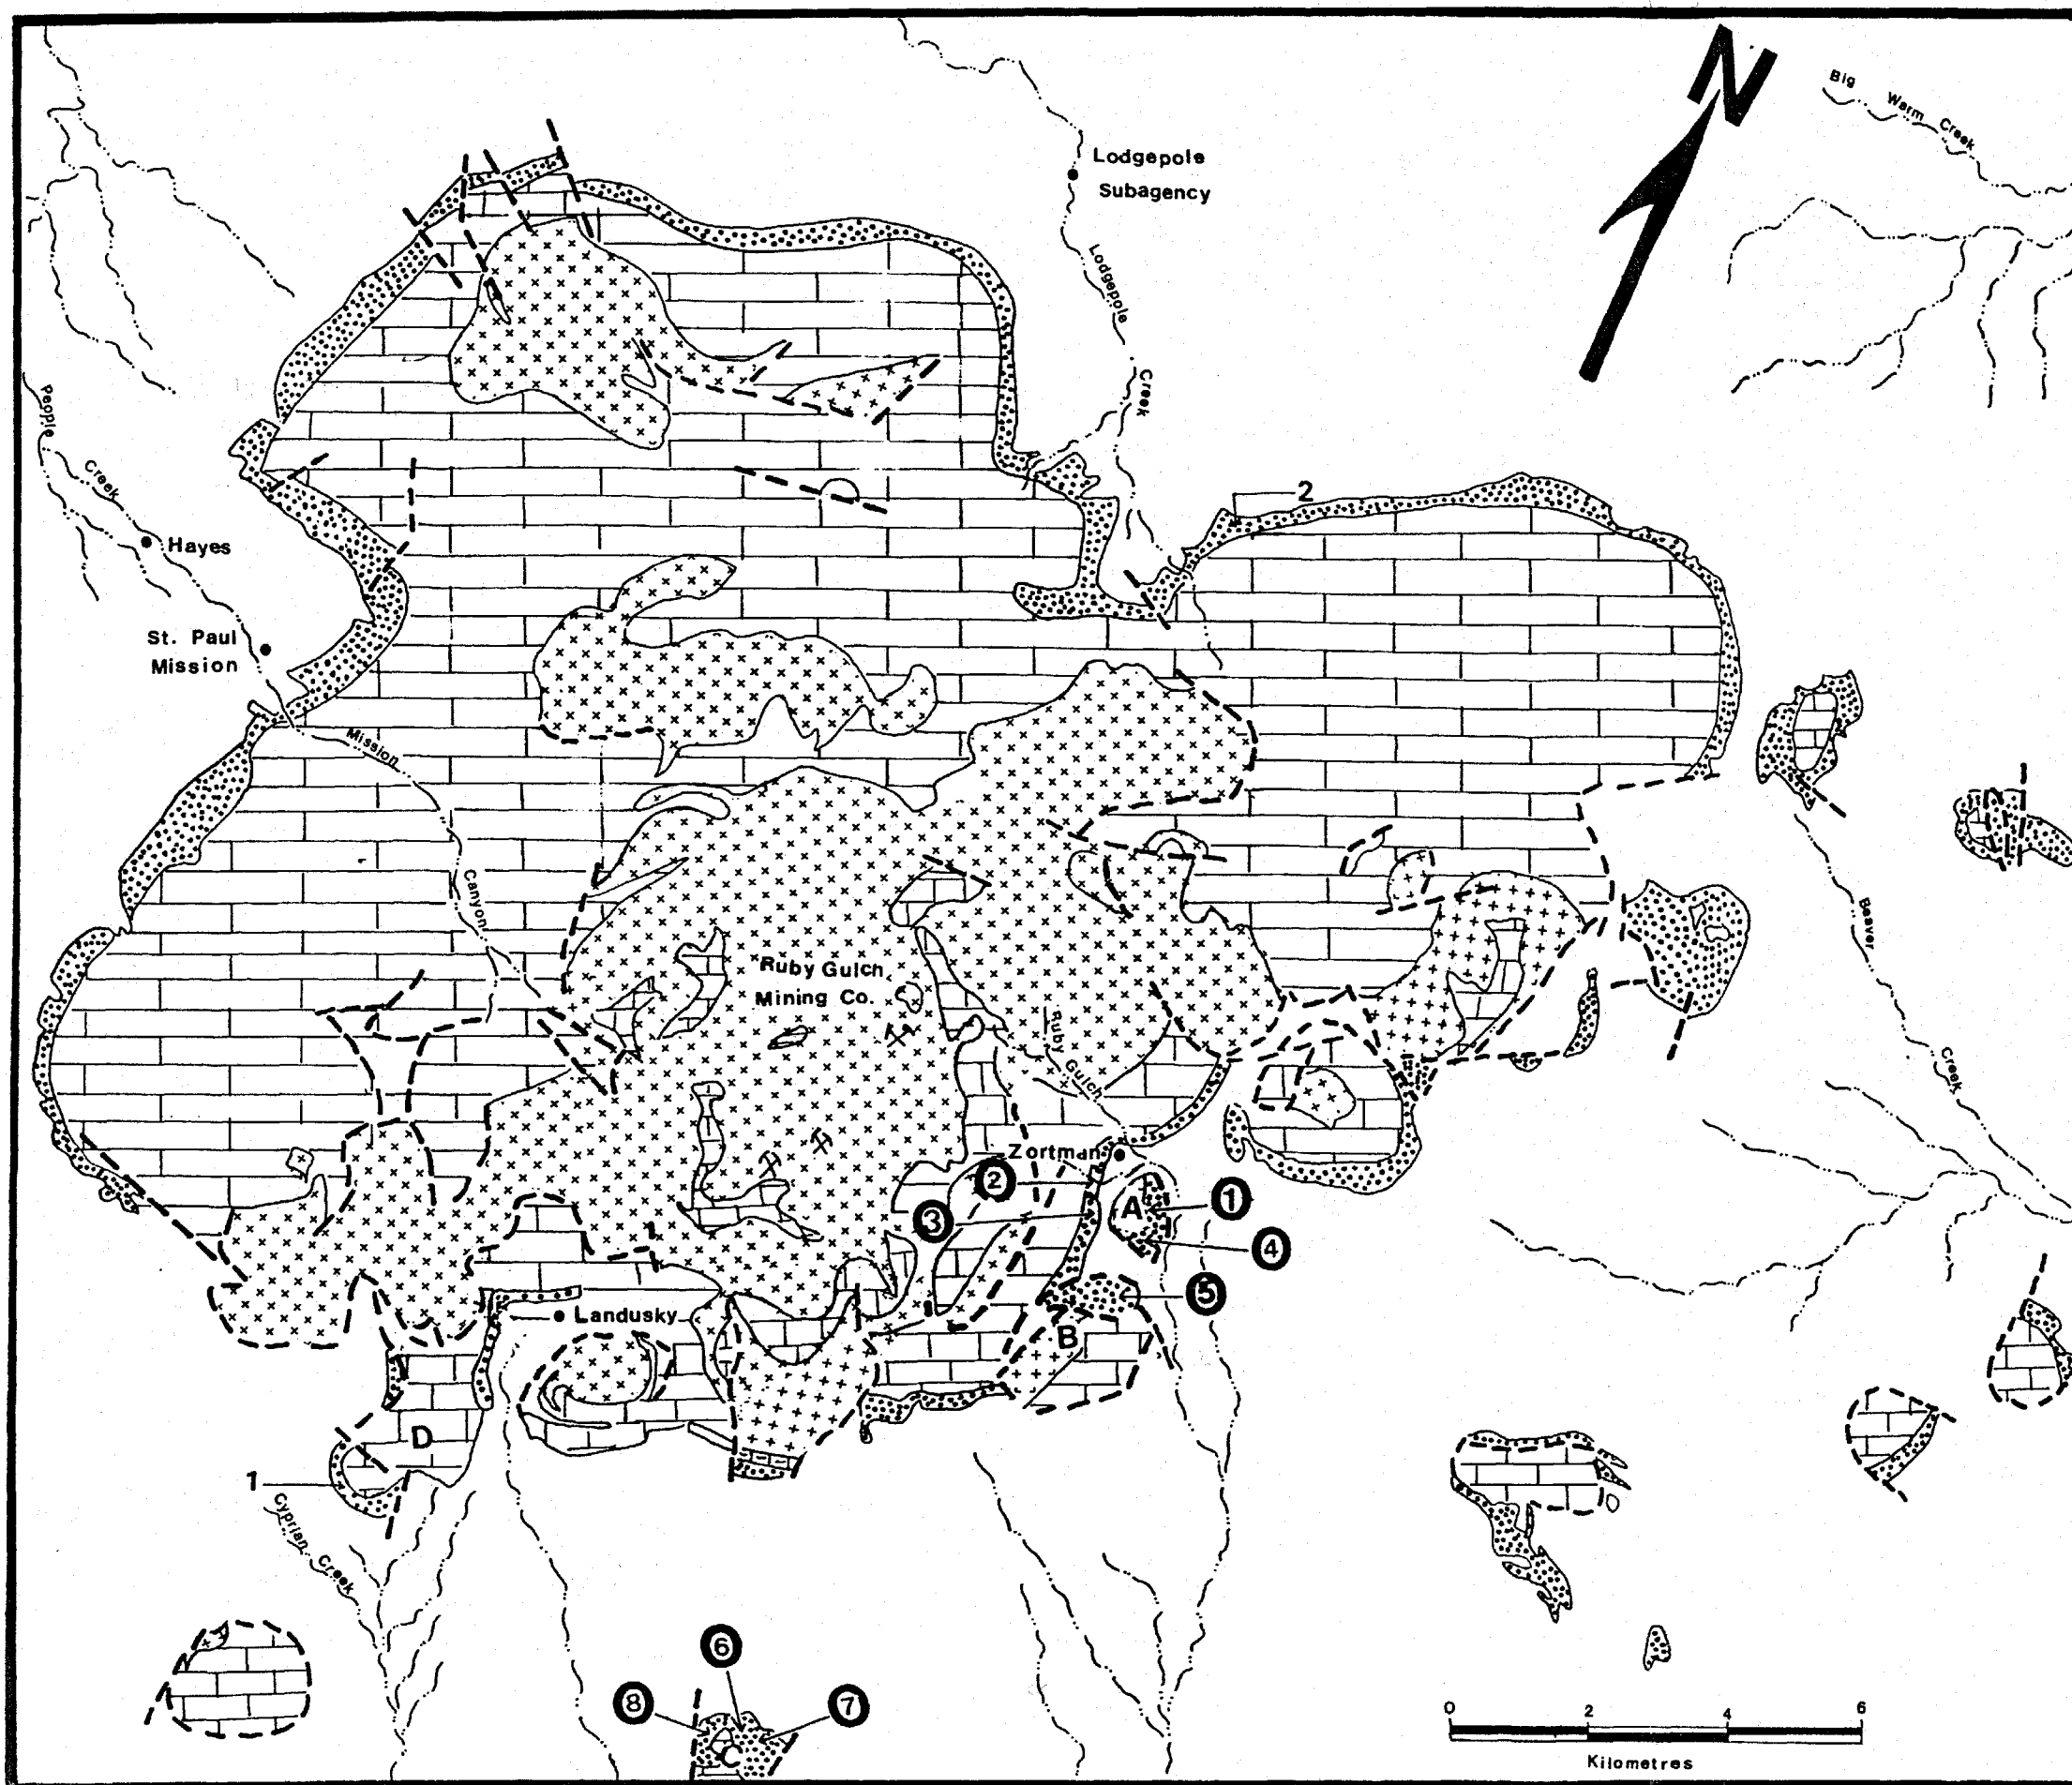 N
Big Warm Creek
Lodgepole
Subagency
Lodgepole
Creek
People
Creek
2
Hayes
St. Paul
Mission
Mission
Canyon
Beaver
Creek
Ruby Gulch
Mining Co.
Ruby
Gulch
Zortman
2
A
1
3
4
5
Landusky
B
D
1
Cyprian Creek
6
8
7
C
0 2 4 6
Kilometres